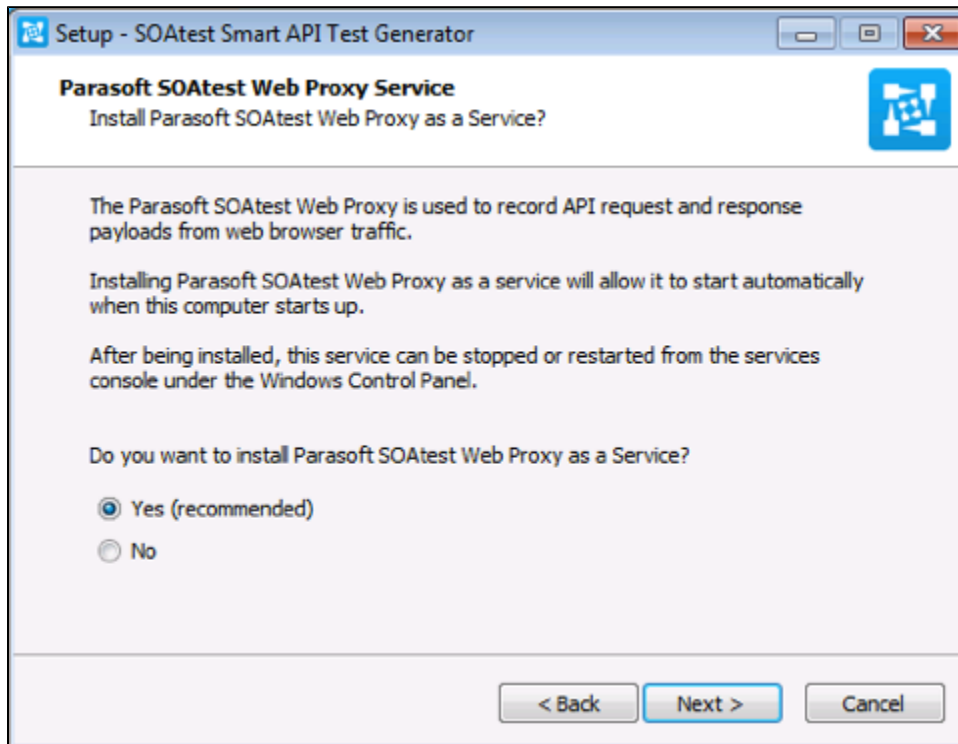 Setup - SOAtest Smart API Test Generator
Parasoft SOAtest Web Proxy Service
Install Parasoft SOAtest Web Proxy as a Service?
The Parasoft SOAtest Web Proxy is used to record API request and response
payloads from web browser traffic.
Installing Parasoft SOAtest Web Proxy as a service will allow it to start automatically
when this computer starts up.
After being installed, this service can be stopped or restarted from the services
console under the Windows Control Panel.
Do you want to install Parasoft SOAtest Web Proxy as a Service?
Yes (recommended)
No
< Back Next > Cancel